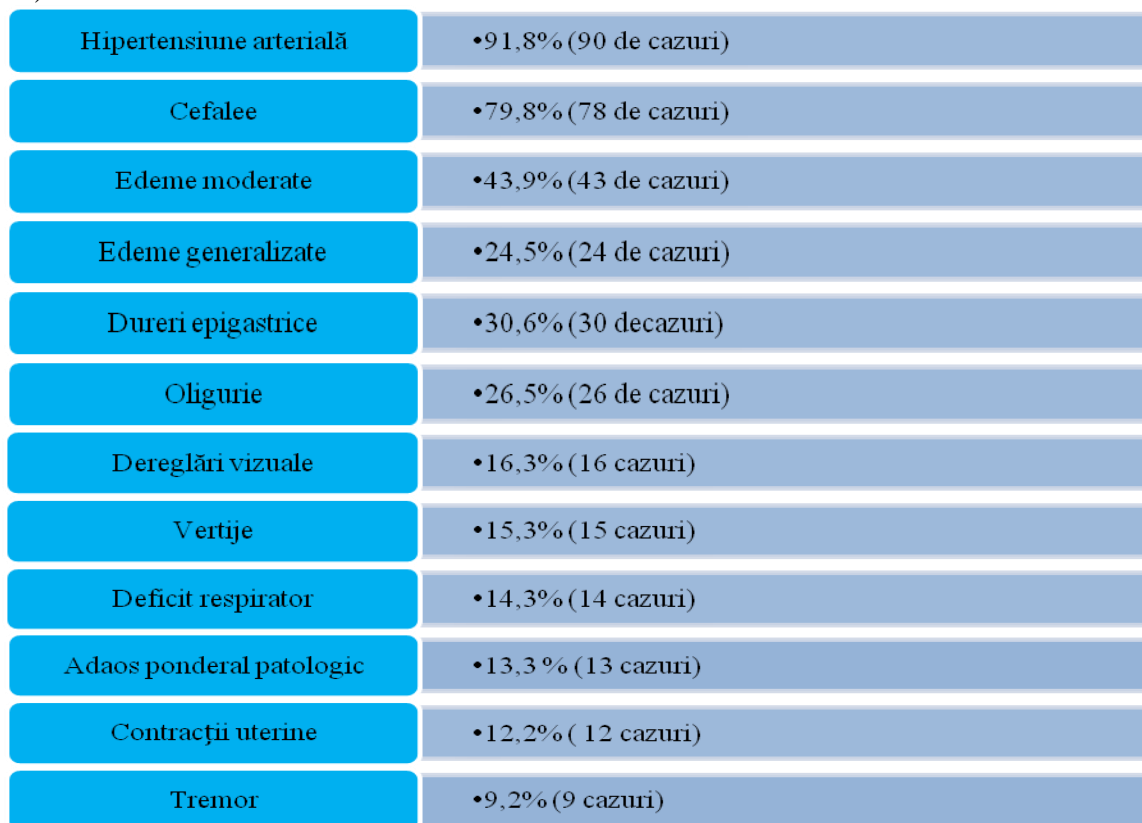 )
Hipertensiune arterială •91,8% (90 de cazuri)
Cefalee •79,8% (78 de cazuri)
Edeme moderate •43,9% (43 de cazuri)
Edeme generalizate •24,5% (24 de cazuri)
Dureri epigastrice •30,6% (30 decazuri)
Oligurie •26,5% (26 de cazuri)
Dereglări vizuale •16,3% (16 cazuri)
Vertije •15,3% (15 cazuri)
Deficit respirator •14,3% (14 cazuri)
Adaos ponderal patologic •13,3 % (13 cazuri)
Contracții uterine •12,2% ( 12 cazuri)
Tremor •9,2% (9 cazuri)